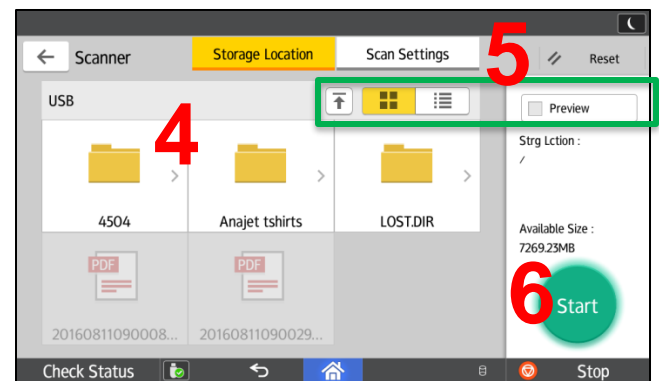 Scanner
Storage Location
Scan Settings
5
Reset
USB
4
Preview
Strg Lction :
/
4504
Anajet tshirts
LOST.DIR
Available Size :
7269.23MB
PDF
PDF
6
Start
20160811090008...
20160811090029...
Check Status
Stop